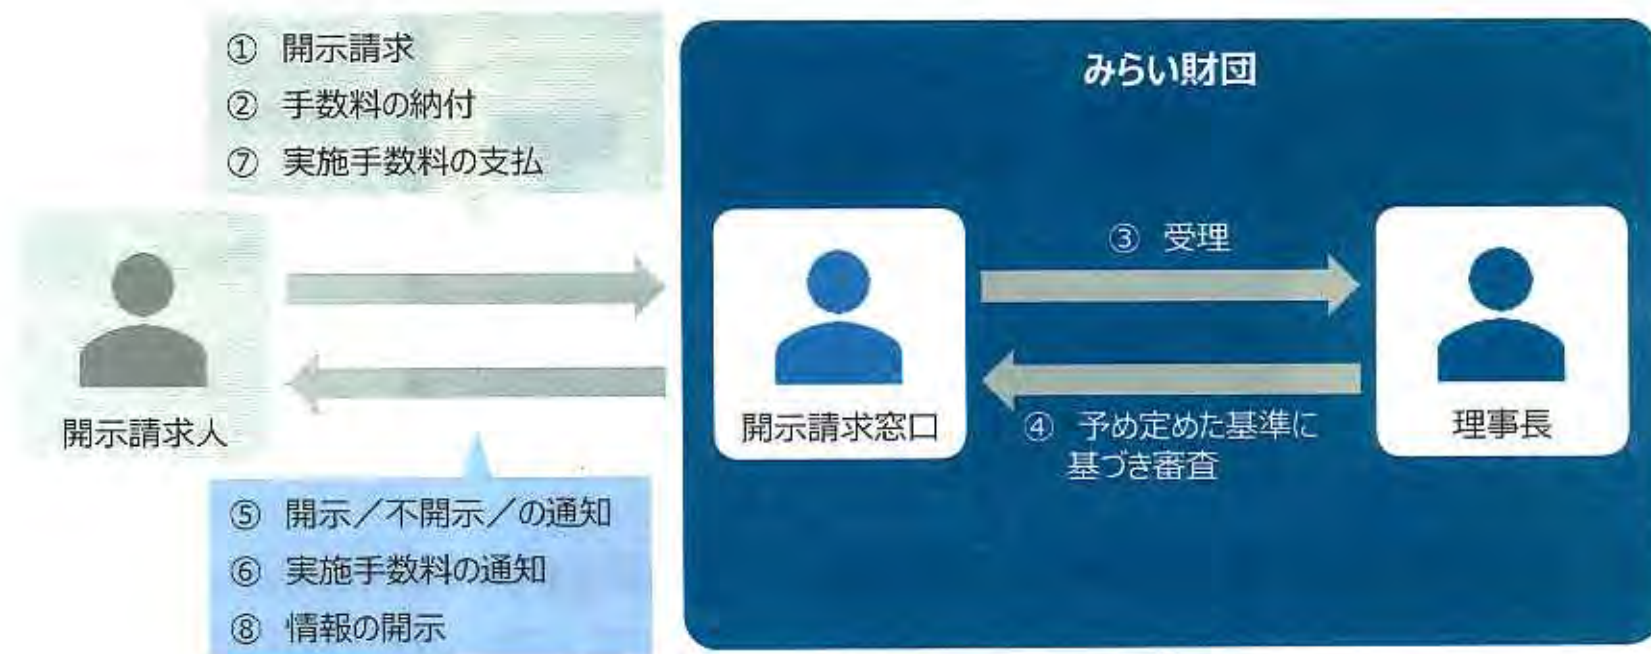 ① 開示請求
② 手数料の納付
⑦ 実施手数料の支払
みらい財団
開示請求人
③ 受理
開示請求窓口
④ 予め定めた基準に
基づき審査
理事長
⑤ 開示／不開示／の通知
⑥ 実施手数料の通知
⑧ 情報の開示